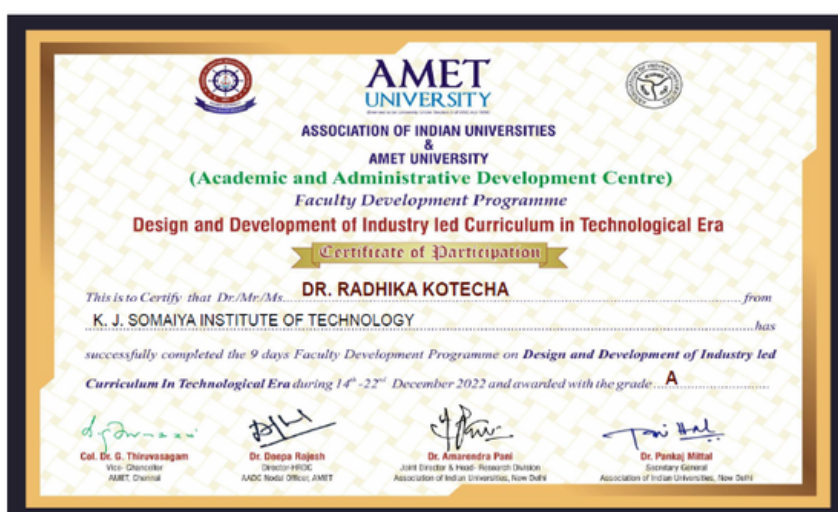 AMET
UNIVERSITY
ASSOCIATION OF INDIAN UNIVERSITIES
&
AMET UNIVERSITY
(Academic and Administrative Development Centre)
Faculty Development Programme
Design and Development of Industry led Curriculum in Technological Era
Certificate of Participation
This is to Certify that Dr./Mr./Ms. DR. RADHIKA KOTECHA from
K. J. SOMAIYA INSTITUTE OF TECHNOLOGY has
successfully completed the 9 days Faculty Development Programme on Design and Development of Industry led
Curriculum In Technological Era during 14th -22nd December 2022 and awarded with the grade A
Col. Dr. G. Thiruvasagam
Vice- Chancellor
AMET, Chennai
Dr. Deepa Rajesh
Director-HRDC
AADC Nodal Officer, AMET
Dr. Amarendra Pani
Joint Director & Head- Research Division
Association of Indian Universities, New Delhi
Dr. Pankaj Mittal
Secretary General
Association of Indian Universities, New Delhi